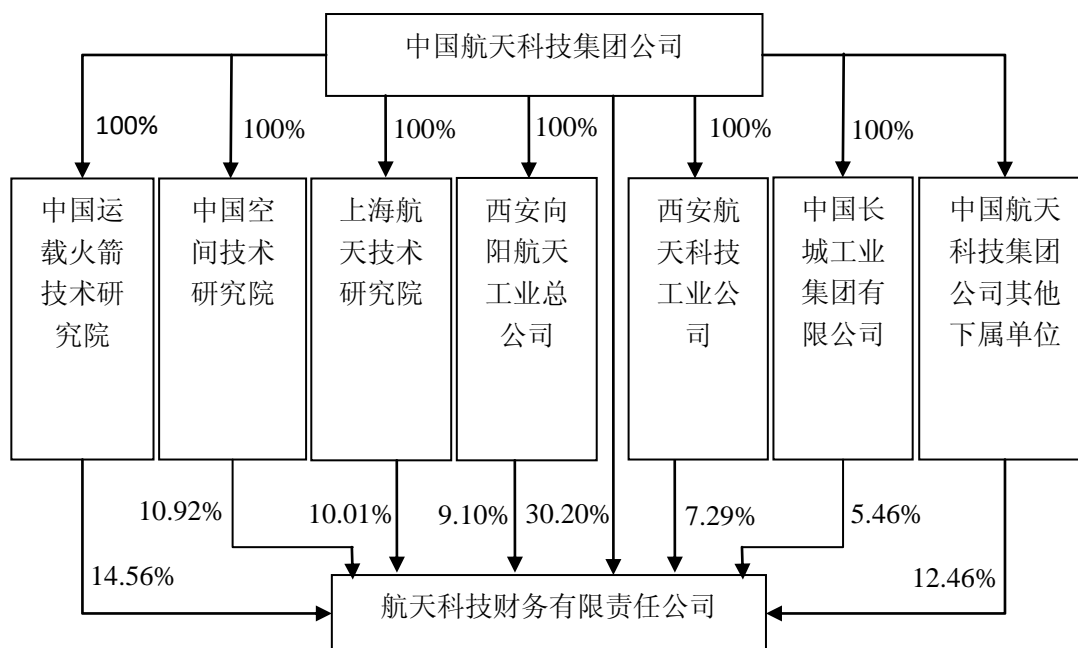 中国航天科技集团公司
100%
100%
100%
100%
100%
100%
中国运
载火箭
技术研
究院
中国空
间技术
研究院
上海航
天技术
研究院
西安向
阳航天
工业总
公司
西安航
天科技
工业公
司
中国长
城工业
集团有
限公司
中国航天
科技集团
公司其他
下属单位
14.56%
10.92%
10.01%
9.10%
30.20%
7.29%
5.46%
12.46%
航天科技财务有限责任公司